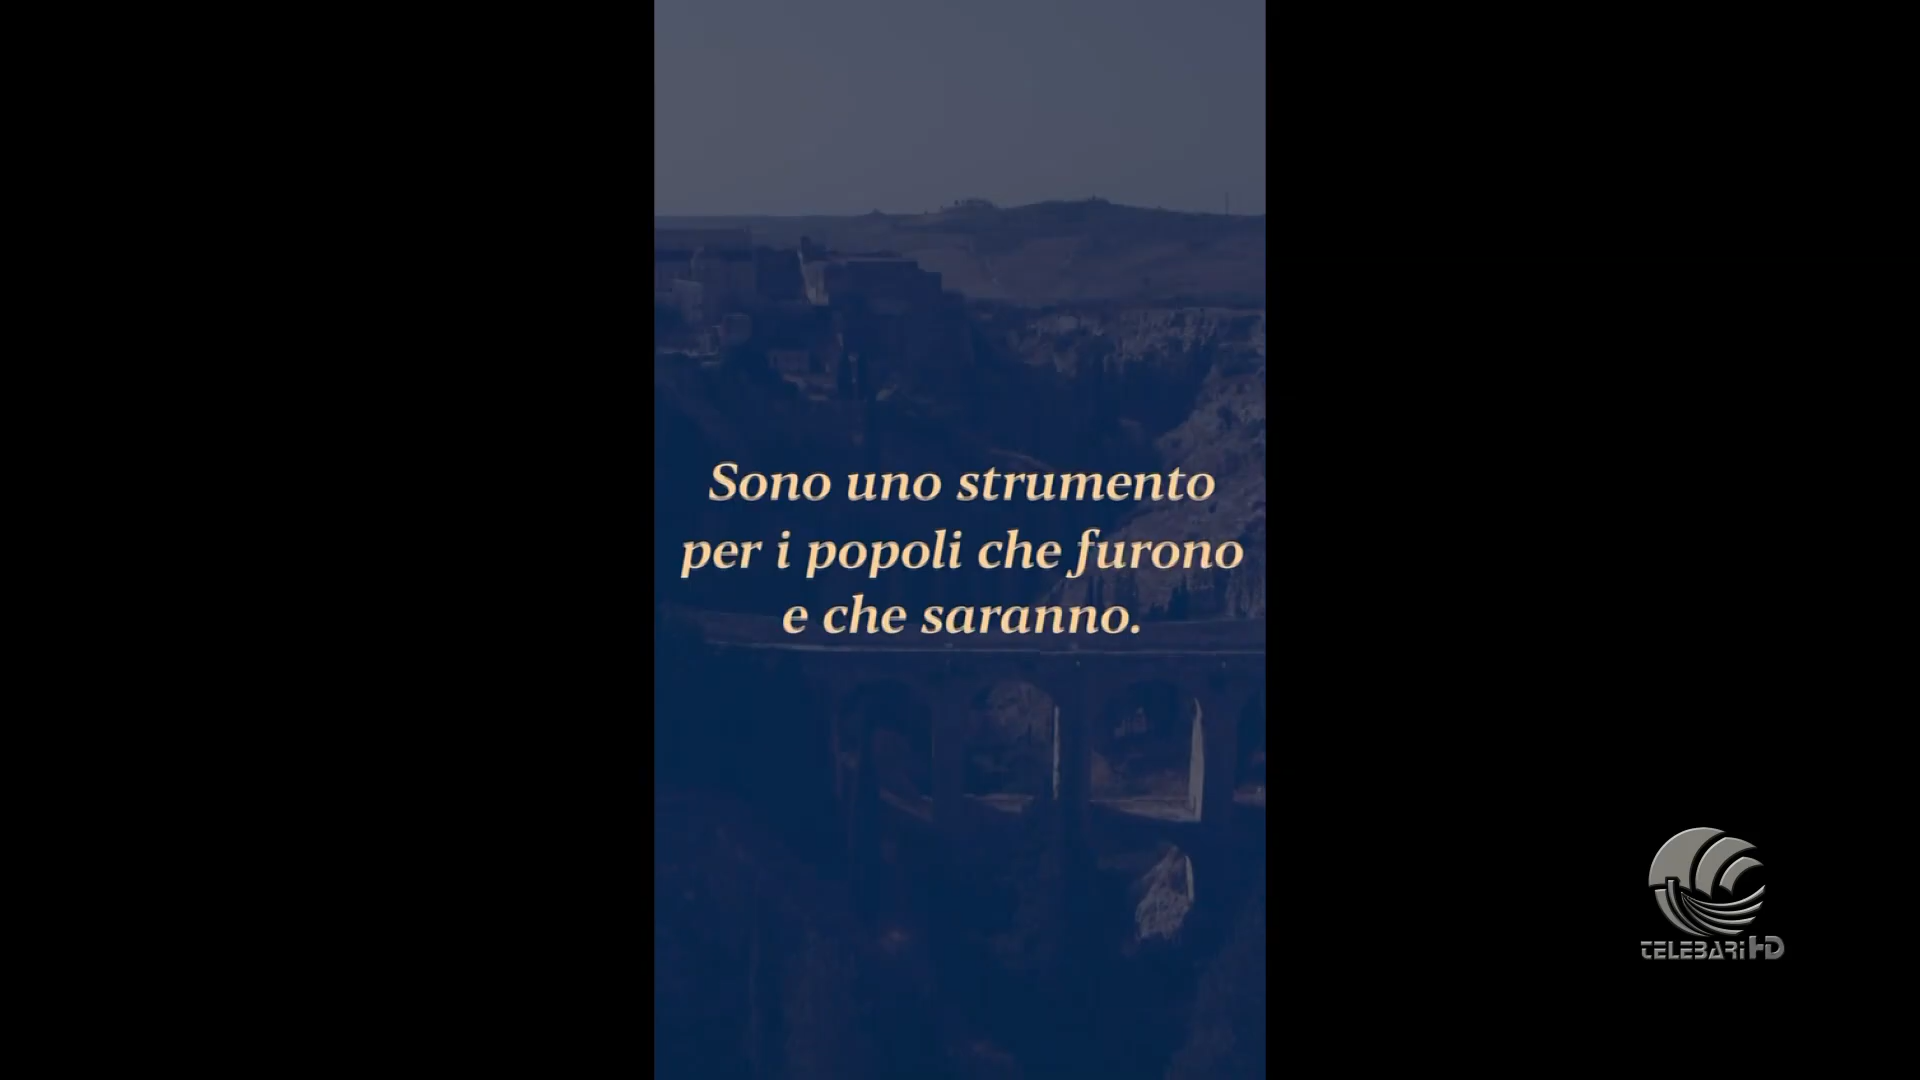 Sono uno strumento
per i popoli che furono
e che saranno.
TELEBARI HD